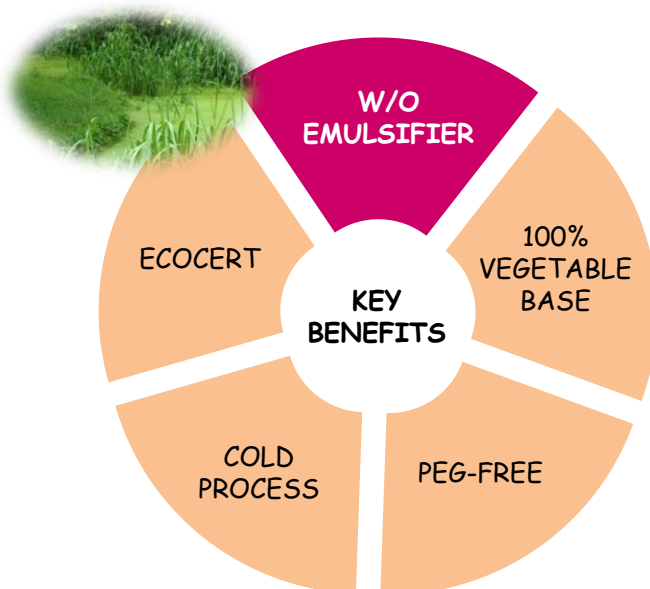 W/O
EMULSIFIER
100%
VEGETABLE
BASE
PEG-FREE
COLD
PROCESS
ECOCERT
KEY
BENEFITS